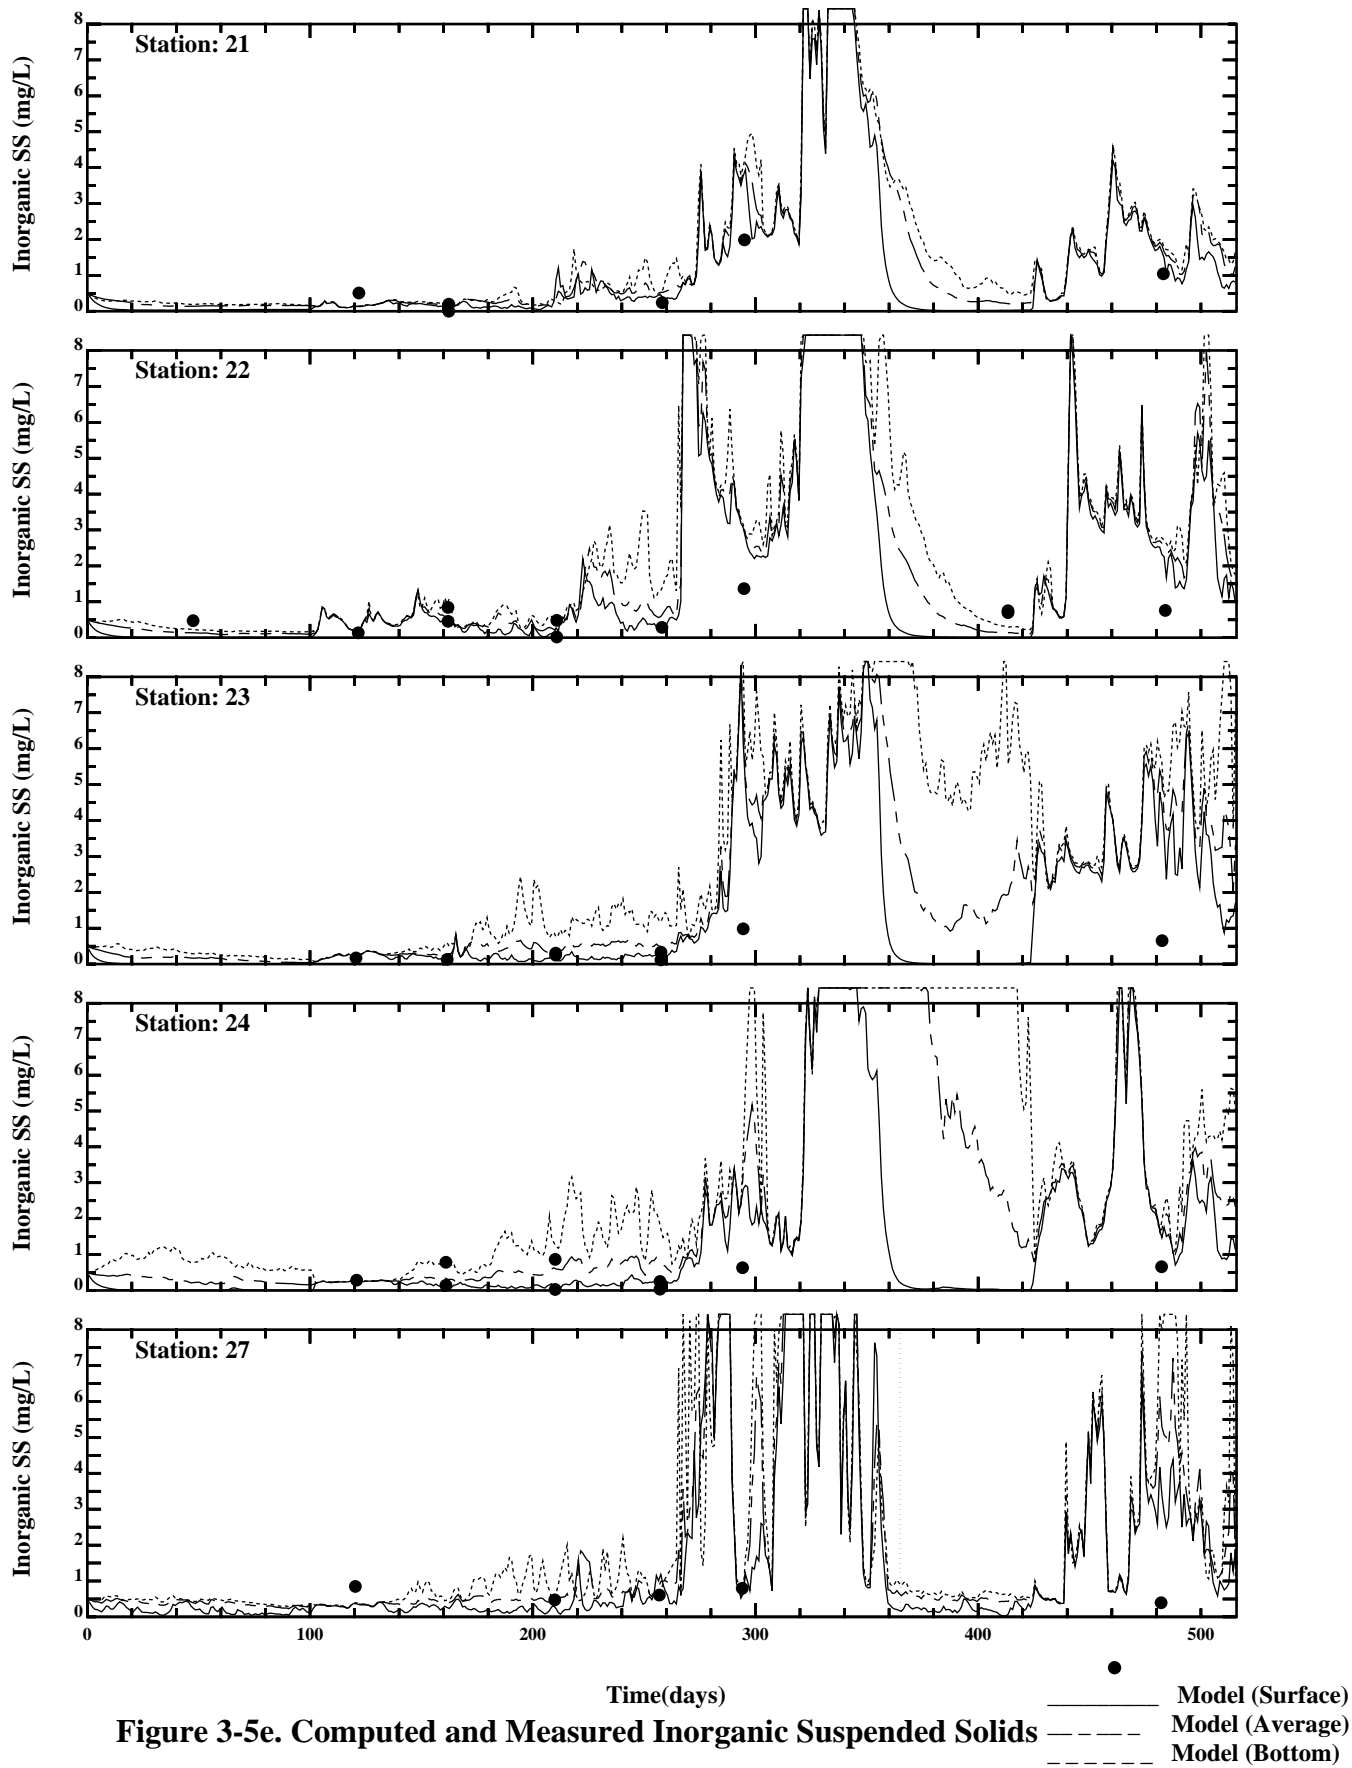 Station: 21
Inorganic SS (mg/L)
8
7
6
5
4
3
2
1
0
Station: 22
Inorganic SS (mg/L)
8
7
6
5
4
3
2
1
0
Station: 23
Inorganic SS (mg/L)
8
7
6
5
4
3
2
1
0
Station: 24
Inorganic SS (mg/L)
8
7
6
5
4
3
2
1
0
Station: 27
Inorganic SS (mg/L)
8
7
6
5
4
3
2
1
0
0 100 200 300 400 500
Time(days)
Model (Surface)
Model (Average)
Model (Bottom)
Figure 3-5e. Computed and Measured Inorganic Suspended Solids